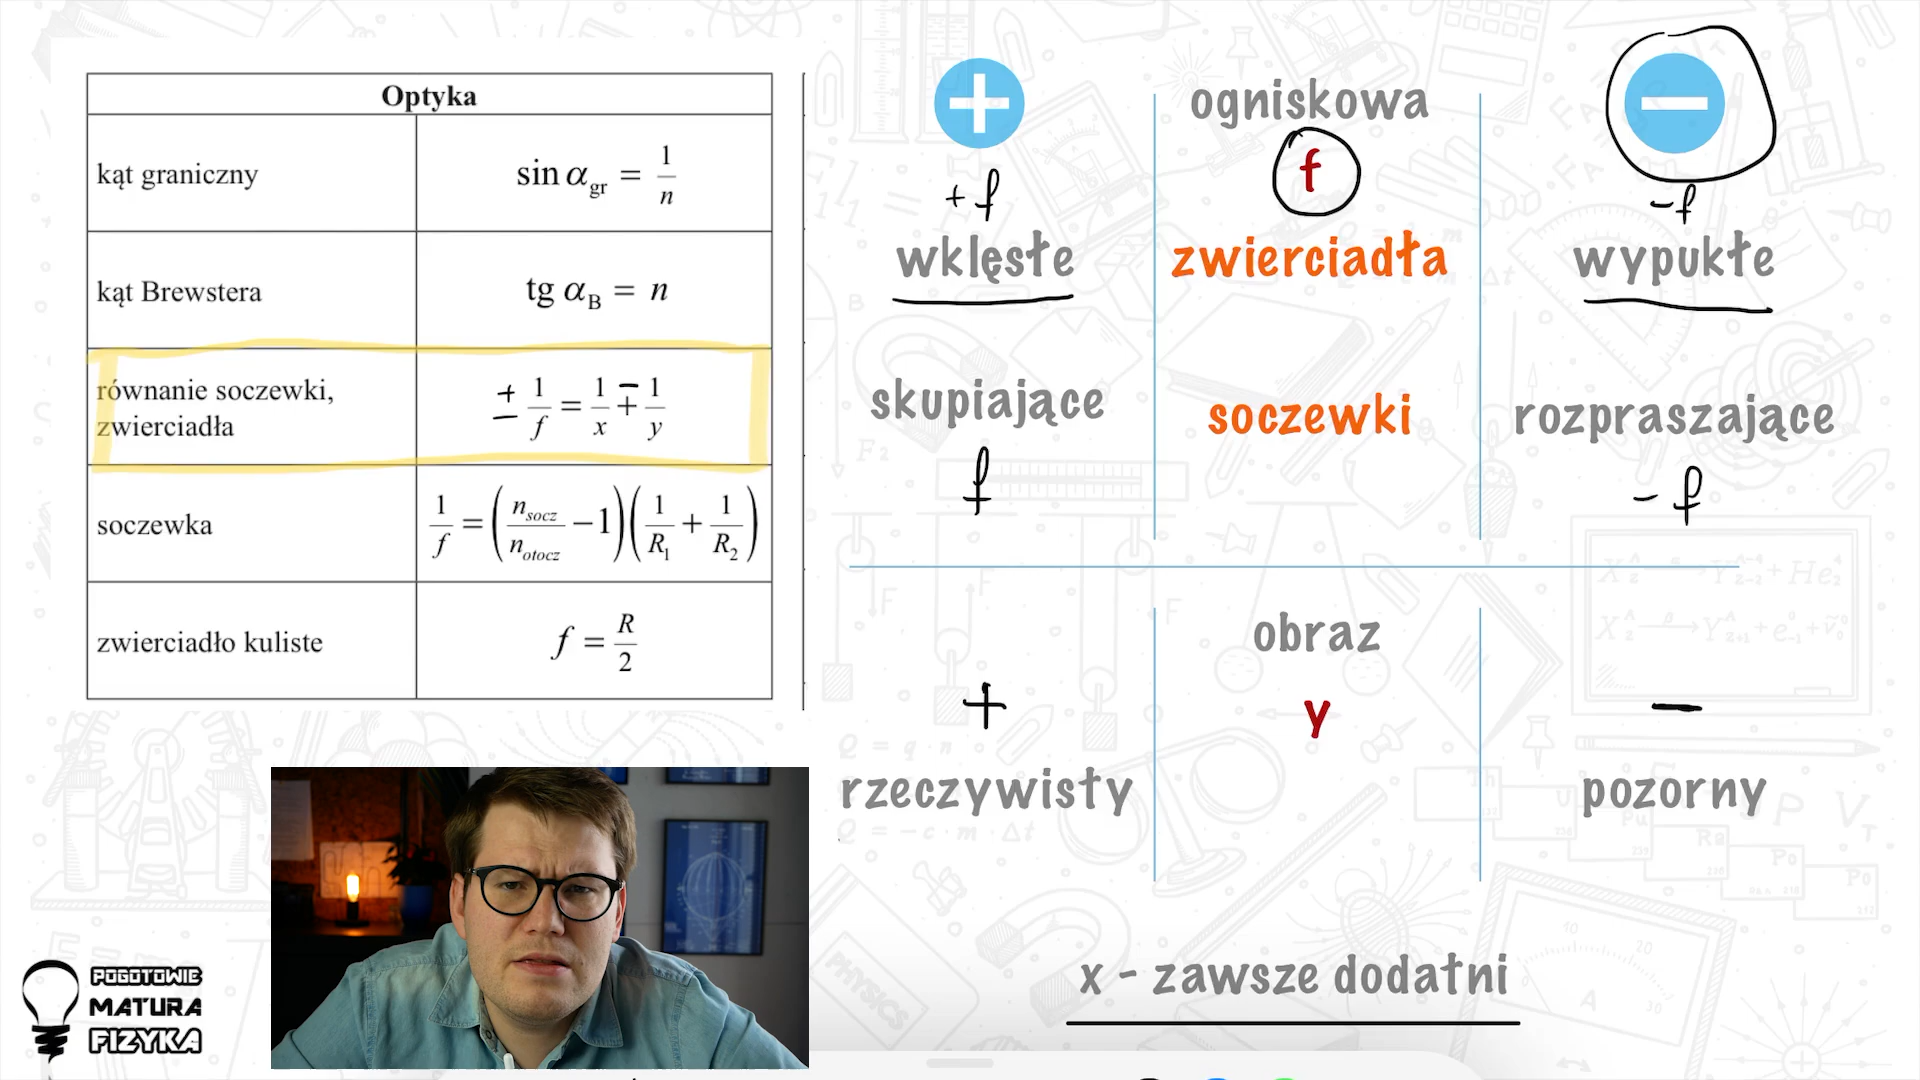 Optyka
kąt graniczny
sin α_gr = 1/n
kąt Brewstera
tg α_B = n
równanie soczewki,
zwierciadła
± 1/f = 1/x ∓ 1/y
soczewka
1/f = (n_socz/n_otocz − 1)(1/R₁ + 1/R₂)
zwierciadło kuliste
f = R/2
ogniskowa
f
+ f
− f
wklęsłe
zwierciadła
wypukłe
skupiające
soczewki
rozpraszające
f
− f
obraz
+
y
−
rzeczywisty
pozorny
x - zawsze dodatni
POGOTOWIE
MATURA
FIZYKA